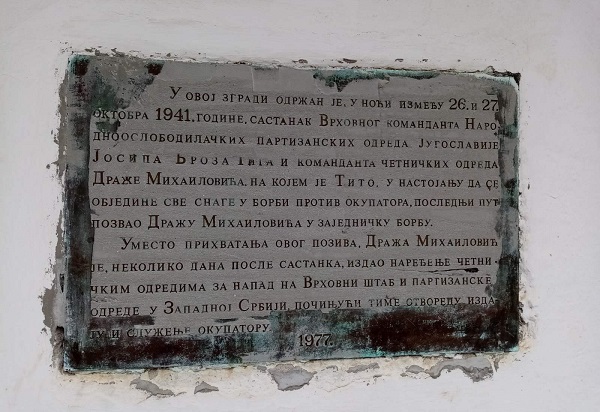 У ОВОЈ ЗГРАДИ ОДРЖАН ЈЕ, У НОЋИ ИЗМЕЂУ 26. И 27.
ОКТОБРА 1941. ГОДИНЕ, САСТАНАК ВРХОВНОГ КОМАНДАНТА НАРО
ДНООСЛОБОДИЛАЧКИХ ПАРТИЗАНСКИХ ОДРЕДА ЈУГОСЛАВИЈЕ
ЈОСИПА БРОЗА ТИТА И КОМАНДАНТА ЧЕТНИЧКИХ ОДРЕДА
ДРАЖЕ МИХАИЛОВИЋА, НА КОЈЕМ ЈЕ ТИТО, У НАСТОЈАЊУ ДА СЕ
ОБЈЕДИНЕ СВЕ СНАГЕ У БОРБИ ПРОТИВ ОКУПАТОРА, ПОСЛЕДЊИ ПУТ
ПОЗВАО ДРАЖУ МИХАИЛОВИЋА У ЗАЈЕДНИЧКУ БОРБУ.
УМЕСТО ПРИХВАТАЊА ОВОГ ПОЗИВА, ДРАЖА МИХАИЛОВИЋ
ЈЕ, НЕКОЛИКО ДАНА ПОСЛЕ САСТАНКА, ИЗДАО НАРЕЂЕЊЕ ЧЕТНИ-
ЧКИМ ОДРЕДИМА ЗА НАПАД НА ВРХОВНИ ШТАБ И ПАРТИЗАНСКЕ
ОДРЕДЕ У ЗАПАДНОЈ СРБИЈИ, ПОЧИЊУЋИ ТИМЕ ОТВОРЕНУ ИЗДА
ЈУ И СЛУЖЕЊЕ ОКУПАТОРУ.
1977.